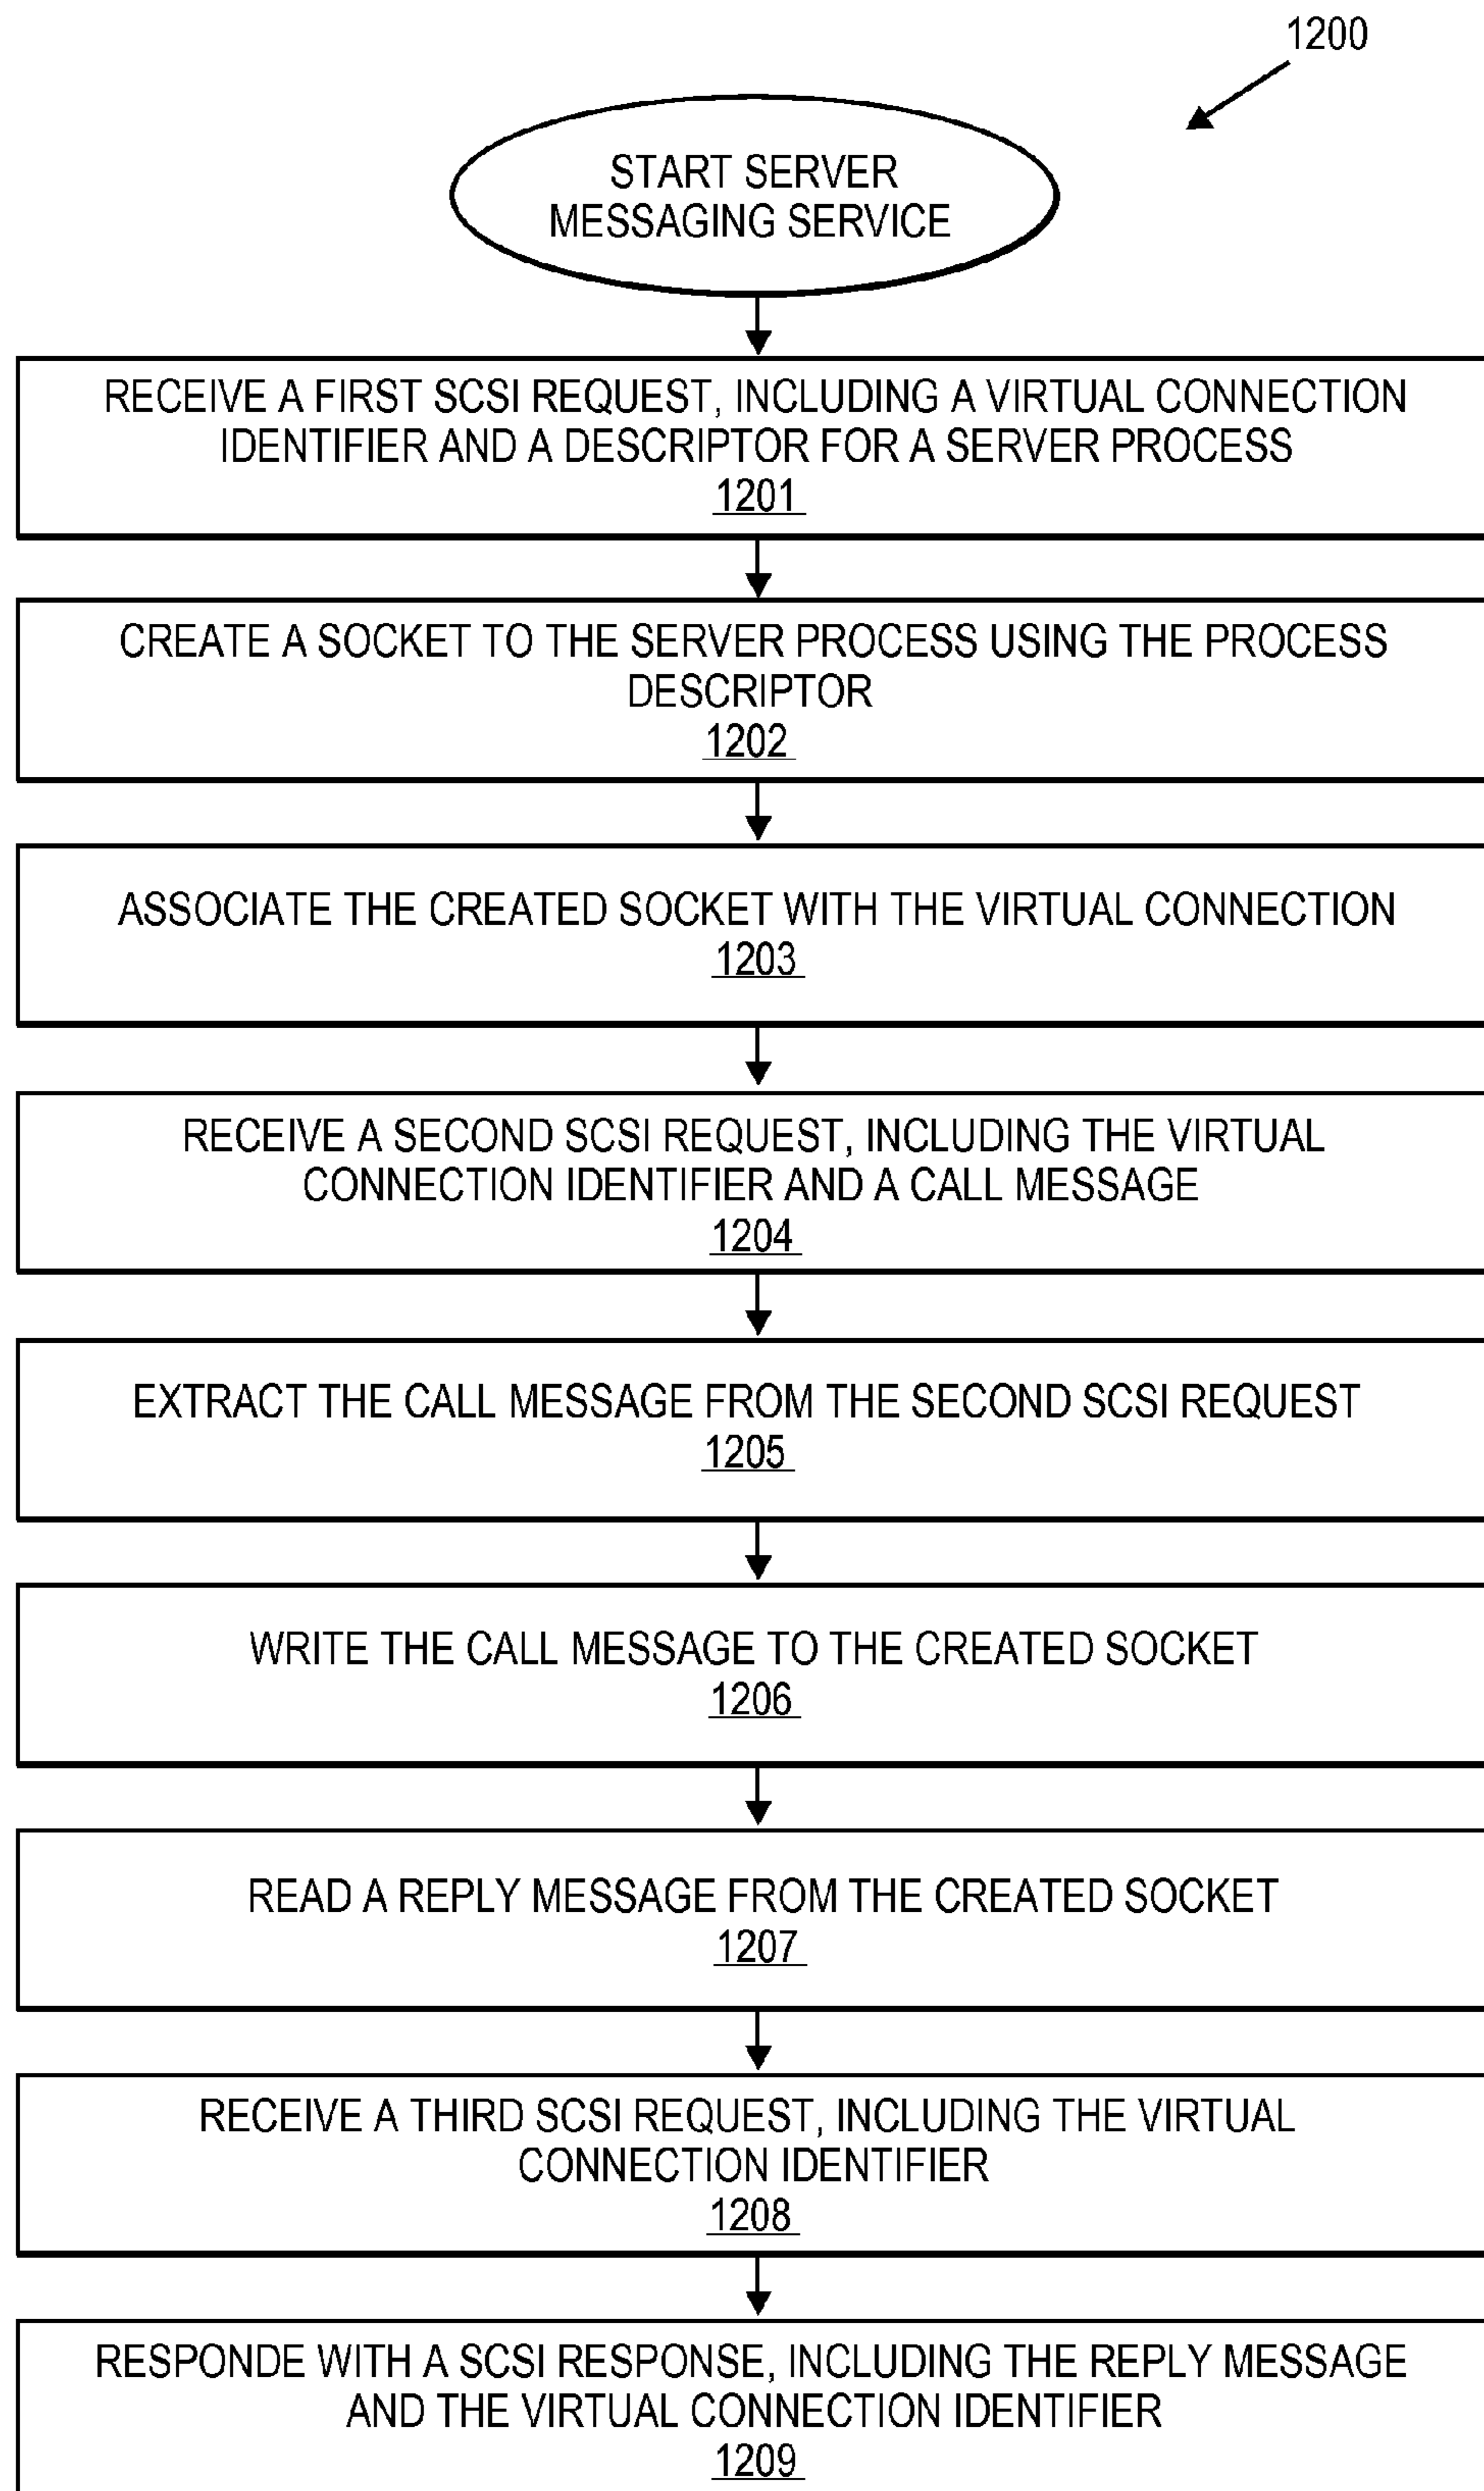 1200
START SERVER
MESSAGING SERVICE
RECEIVE A FIRST SCSI REQUEST, INCLUDING A VIRTUAL CONNECTION
IDENTIFIER AND A DESCRIPTOR FOR A SERVER PROCESS
1201
CREATE A SOCKET TO THE SERVER PROCESS USING THE PROCESS
DESCRIPTOR
1202
ASSOCIATE THE CREATED SOCKET WITH THE VIRTUAL CONNECTION
1203
RECEIVE A SECOND SCSI REQUEST, INCLUDING THE VIRTUAL
CONNECTION IDENTIFIER AND A CALL MESSAGE
1204
EXTRACT THE CALL MESSAGE FROM THE SECOND SCSI REQUEST
1205
WRITE THE CALL MESSAGE TO THE CREATED SOCKET
1206
READ A REPLY MESSAGE FROM THE CREATED SOCKET
1207
RECEIVE A THIRD SCSI REQUEST, INCLUDING THE VIRTUAL
CONNECTION IDENTIFIER
1208
RESPONDE WITH A SCSI RESPONSE, INCLUDING THE REPLY MESSAGE
AND THE VIRTUAL CONNECTION IDENTIFIER
1209